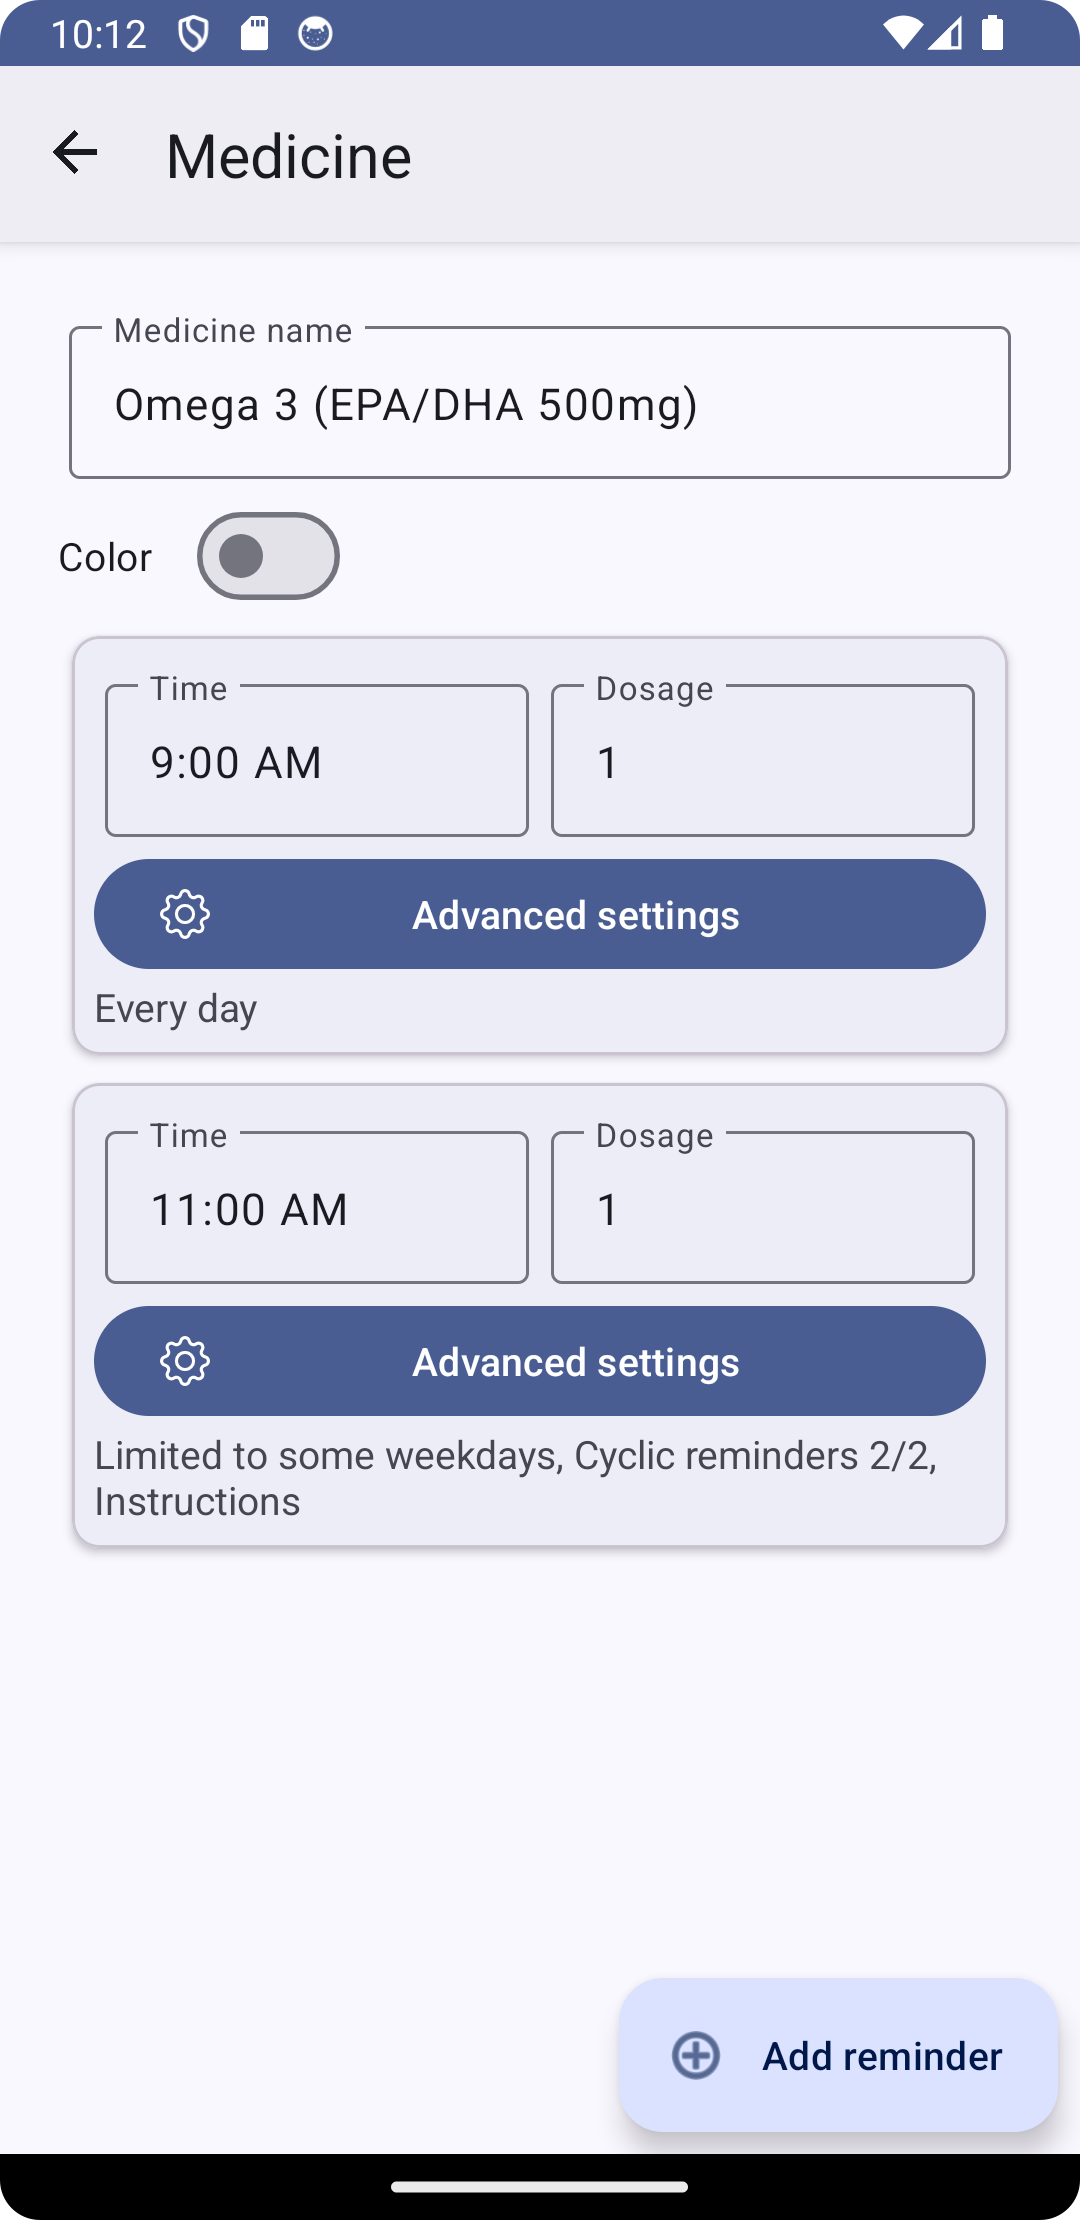 10:12
Medicine
Medicine name
Omega 3 (EPA/DHA 500mg)
Color
Time
Dosage
9:00 AM
1
Advanced settings
Every day
Time
Dosage
11:00 AM
1
Advanced settings
Limited to some weekdays, Cyclic reminders 2/2,
Instructions
Add reminder